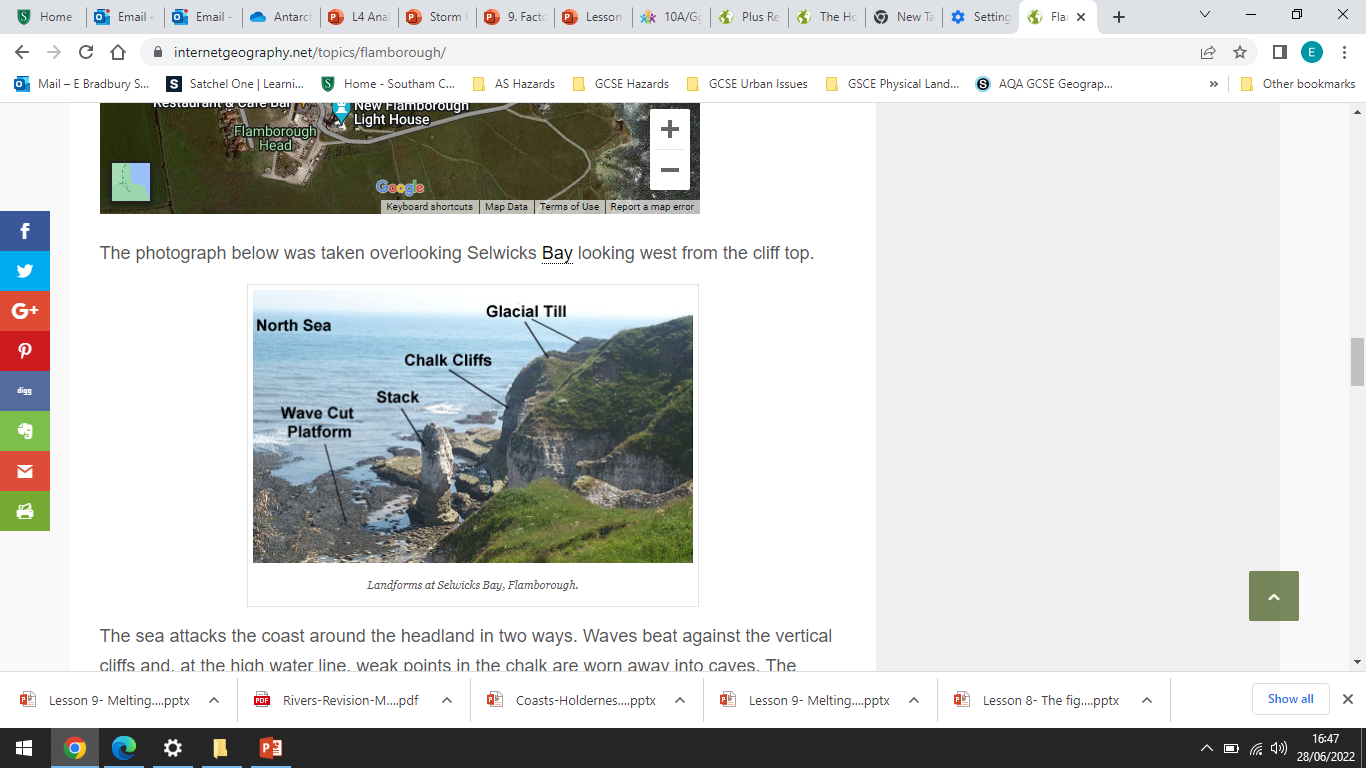 Home
Email -
Email -
Antarct
L4 Anal
Storm
9. Facto
Lesson
10A/Gg
Plus Re
The Ho
New Ta
Setting
Fla
internetgeography.net/topics/flamborough/
E
Mail – E Bradbury S...
Satchel One | Learni...
Home - Southam C...
AS Hazards
GCSE Hazards
GCSE Urban Issues
GSCE Physical Land...
AQA GCSE Geograp...
»
Other bookmarks
Restaurant & Cafe Bar
New Flamborough
Light House
Flamborough
Head
Google
Keyboard shortcuts
Map Data
Terms of Use
Report a map error
f
G+
digg
The photograph below was taken overlooking Selwicks Bay looking west from the cliff top.
North Sea
Glacial Till
Chalk Cliffs
Stack
Wave Cut
Platform
Landforms at Selwicks Bay, Flamborough.
The sea attacks the coast around the headland in two ways. Waves beat against the vertical
cliffs and, at the high water line, weak points in the chalk are worn away into caves. The
Lesson 9- Melting....pptx
Rivers-Revision-M....pdf
Coasts-Holdernes....pptx
Lesson 9- Melting....pptx
Lesson 8- The fig....pptx
Show all
16:47
28/06/2022